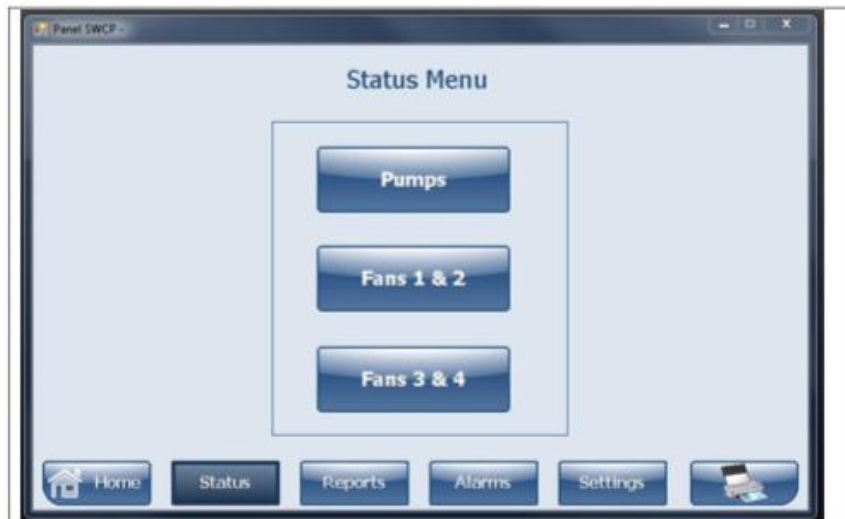 Panel SWCP -
Status Menu
Pumps
Fans 1 & 2
Fans 3 & 4
Home Status Reports Alarms Settings